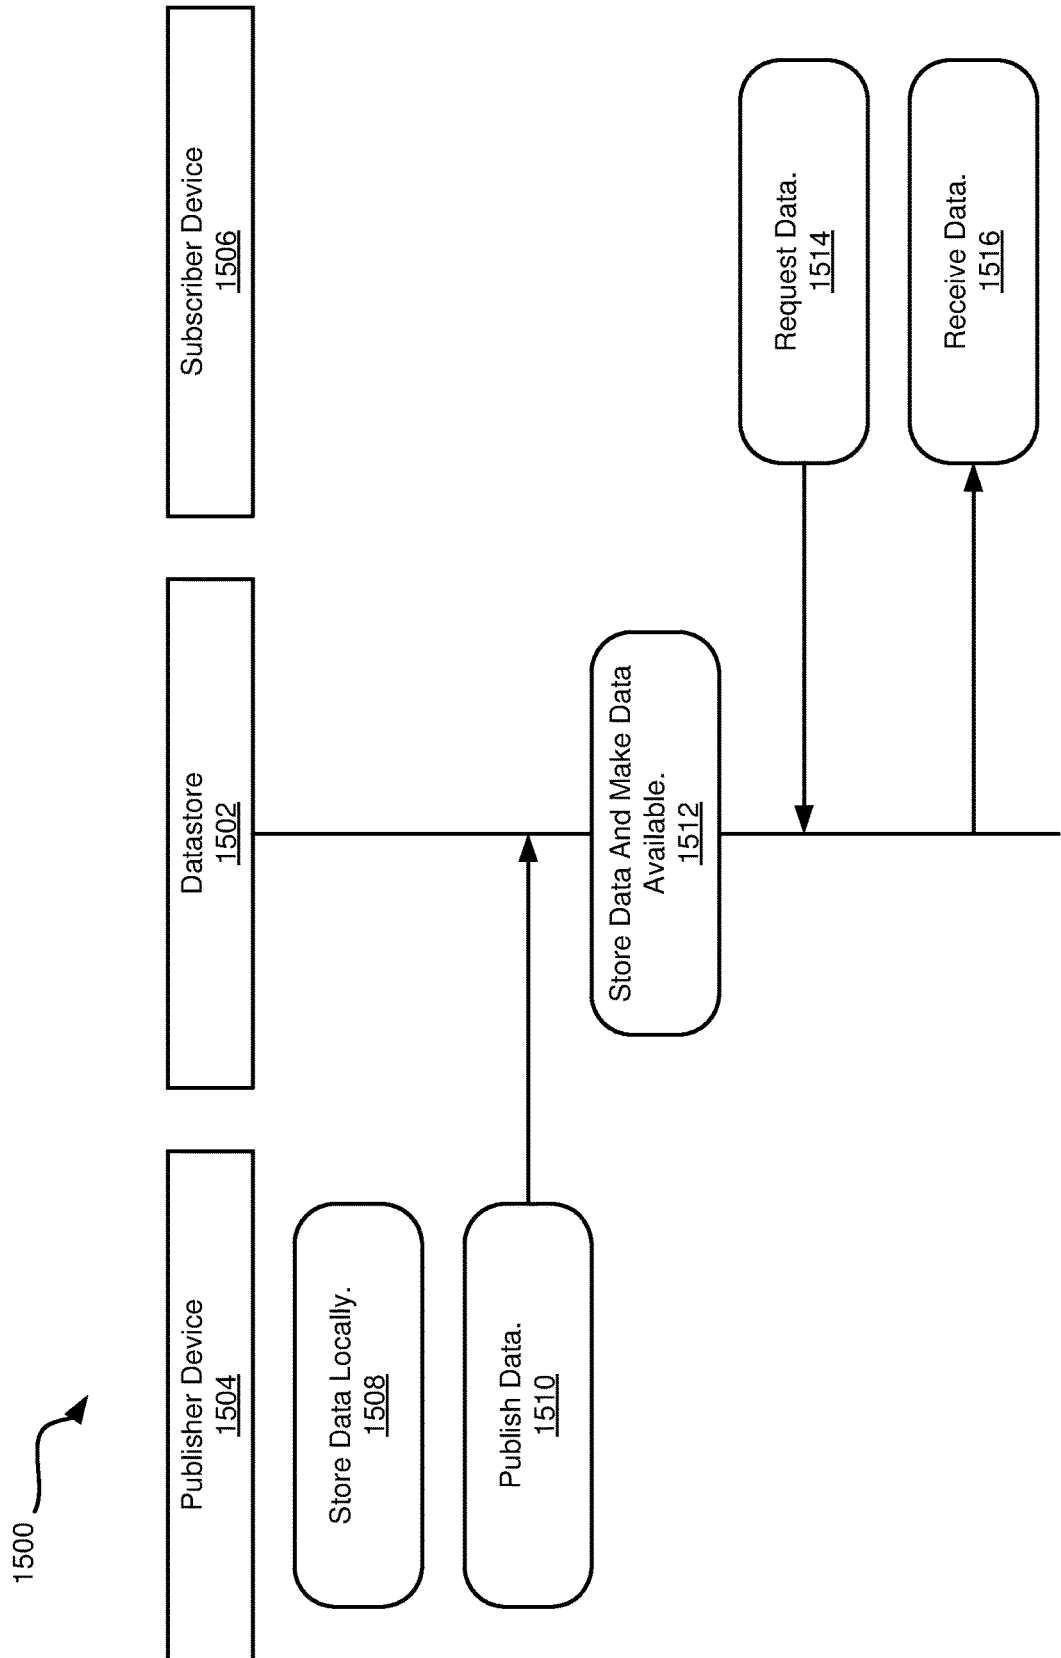 1500
Publisher Device
1504
Datastore
1502
Subscriber Device
1506
Store Data Locally.
1508
Publish Data.
1510
Store Data And Make Data
Available.
1512
Request Data.
1514
Receive Data.
1516